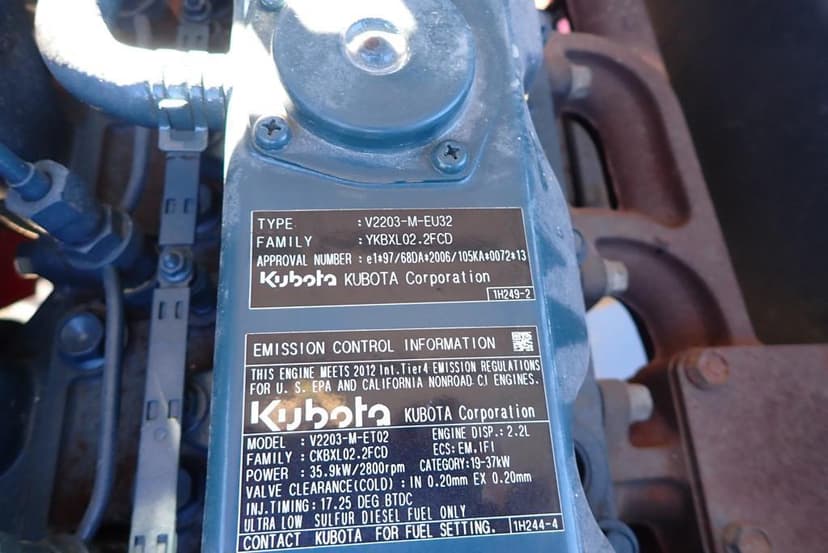 TYPE : V2203-M-EU32
FAMILY : YKBXL02.2FCD
APPROVAL NUMBER : e1*97/68DA*2006/105KA*0072*13
Kubota KUBOTA Corporation
1H249-2
EMISSION CONTROL INFORMATION
THIS ENGINE MEETS 2012 Int.Tier4 EMISSION REGULATIONS
FOR U. S. EPA AND CALIFORNIA NONROAD CI ENGINES.
Kubota KUBOTA Corporation
MODEL : V2203-M-ET02 ENGINE DISP.: 2.2L
FAMILY : CKBXL02.2FCD ECS: EM, IFI
POWER : 35.9kW/2800rpm CATEGORY: 19-37kW
VALVE CLEARANCE(COLD) : IN 0.20mm EX 0.20mm
INJ.TIMING: 17.25 DEG BTDC
ULTRA LOW SULFUR DIESEL FUEL ONLY
CONTACT KUBOTA FOR FUEL SETTING. 1H244-4